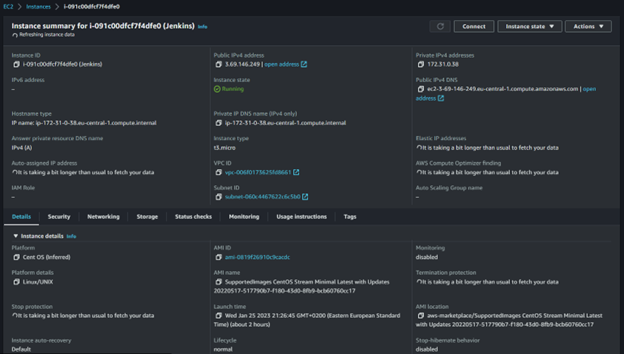 EC2 > Instances > i-091c00dfcf7f4dfe0
Instance summary for i-091c00dfcf7f4dfe0 (Jenkins) Info
Refreshing instance data
Connect
Instance state
Actions
Instance ID
i-091c00dfcf7f4dfe0 (Jenkins)
Public IPv4 address
3.69.146.249 | open address
Private IPv4 addresses
172.31.0.38
IPv6 address
–
Instance state
Running
Public IPv4 DNS
ec2-3-69-146-249.eu-central-1.compute.amazonaws.com | open
address
Hostname type
IP name: ip-172-31-0-38.eu-central-1.compute.internal
Private IP DNS name (IPv4 only)
ip-172-31-0-38.eu-central-1.compute.internal
Answer private resource DNS name
IPv4 (A)
Instance type
t3.micro
Elastic IP addresses
It is taking a bit longer than usual to fetch your data
Auto-assigned IP address
It is taking a bit longer than usual to fetch your data
VPC ID
vpc-006f0173625fd8661
AWS Compute Optimizer finding
It is taking a bit longer than usual to fetch your data
IAM Role
–
Subnet ID
subnet-060c4467622c6c5b0
Auto Scaling Group name
–
Details
Security
Networking
Storage
Status checks
Monitoring
Usage instructions
Tags
Instance details Info
Platform
Cent OS (Inferred)
AMI ID
ami-0819f26910c9cacdc
Monitoring
disabled
Platform details
Linux/UNIX
AMI name
SupportedImages CentOS Stream Minimal Latest with Updates
20220517-517790b7-f180-43d0-8fb9-bcb60760cc17
Termination protection
It is taking a bit longer than usual to fetch your data
Stop protection
It is taking a bit longer than usual to fetch your data
Launch time
Wed Jan 25 2023 21:26:45 GMT+0200 (Eastern European Standard
Time) (about 2 hours)
AMI location
aws-marketplace/SupportedImages CentOS Stream Minimal Latest
with Updates 20220517-517790b7-f180-43d0-8fb9-bcb60760cc17
Instance auto-recovery
Default
Lifecycle
normal
Stop-hibernate behavior
disabled